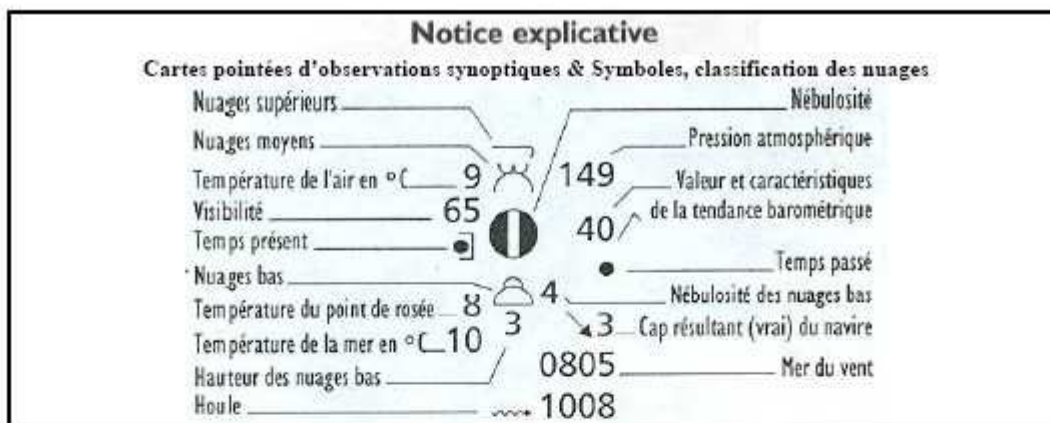 Notice explicative
Cartes pointées d'observations synoptiques & Symboles, classification des nuages
Nuages supérieurs
Nébulosité
Nuages moyens
Pression atmosphérique
Température de l'air en °C 9
149
Valeur et caractéristiques
de la tendance barométrique
Visibilité 65
40
Temps présent
Temps passé
Nuages bas
4 Nébulosité des nuages bas
Température du point de rosée 8
3
3 Cap résultant (vrai) du navire
Température de la mer en °C 10
0805 Mer du vent
Hauteur des nuages bas
Houle 1008